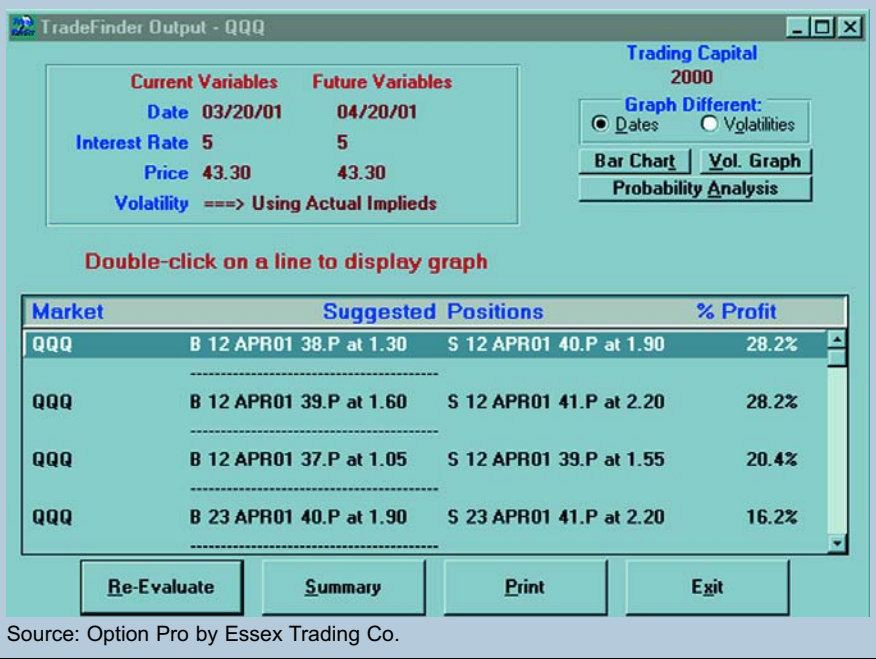 TradeFinder Output - QQQ
Trading Capital
2000
Current Variables Future Variables
Date 03/20/01 04/20/01
Interest Rate 5 5
Price 43.30 43.30
Volatility ===> Using Actual Implieds
Graph Different:
Dates Volatilities
Bar Chart Vol. Graph
Probability Analysis
Double-click on a line to display graph
Market Suggested Positions % Profit
QQQ B 12 APR01 38.P at 1.30 S 12 APR01 40.P at 1.90 28.2%
---------------------------------------
QQQ B 12 APR01 39.P at 1.60 S 12 APR01 41.P at 2.20 28.2%
---------------------------------------
QQQ B 12 APR01 37.P at 1.05 S 12 APR01 39.P at 1.55 20.4%
---------------------------------------
QQQ B 23 APR01 40.P at 1.90 S 23 APR01 41.P at 2.20 16.2%
---------------------------------------
Re-Evaluate Summary Print Exit
Source: Option Pro by Essex Trading Co.